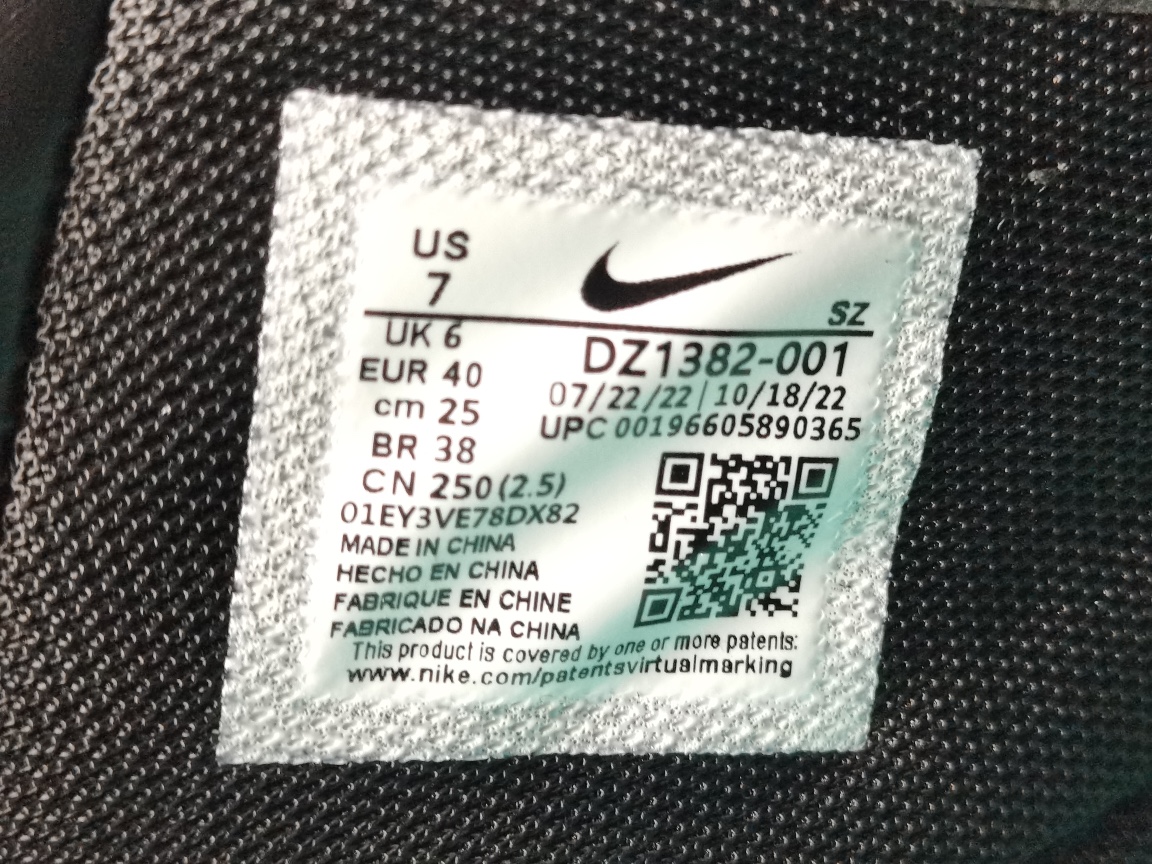 US
7
SZ
UK 6
EUR 40
cm 25
BR 38
CN 250 (2.5)
DZ1382-001
07/22/22 | 10/18/22
UPC 00196605890365
01EY3VE78DX82
MADE IN CHINA
HECHO EN CHINA
FABRIQUE EN CHINE
FABRICADO NA CHINA
This product is covered by one or more patents:
www.nike.com/patentsvirtualmarking